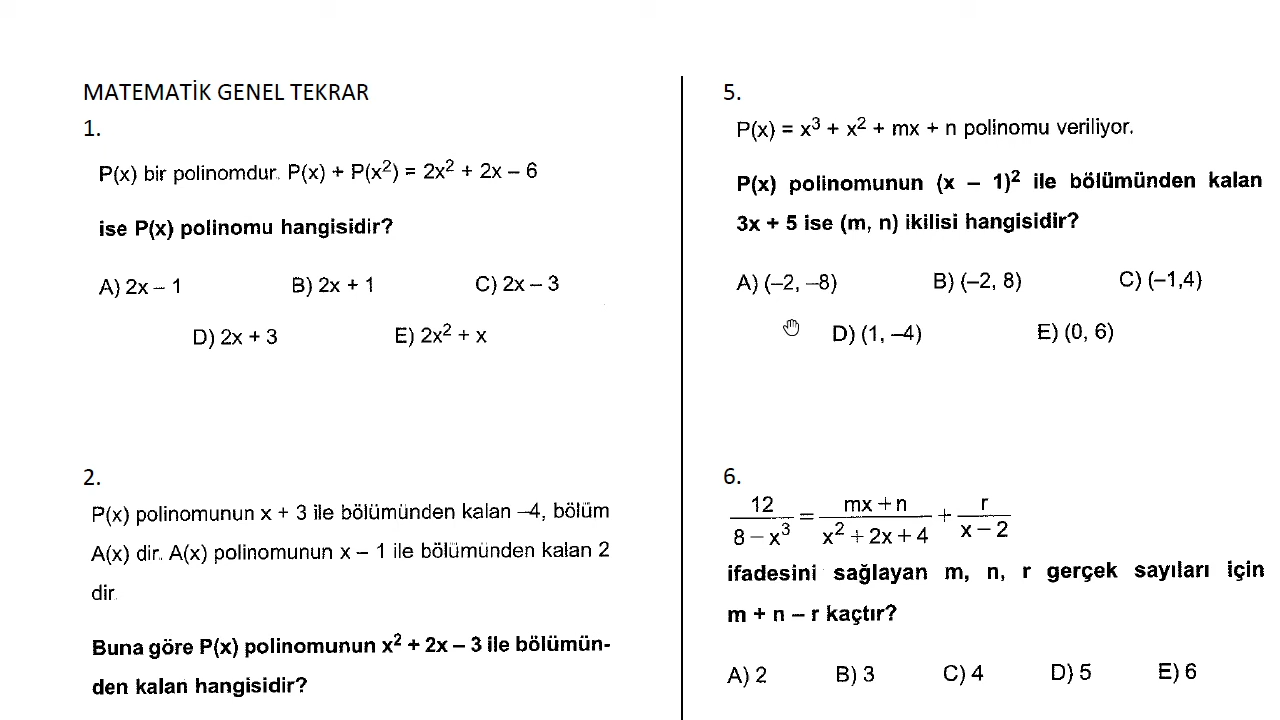 MATEMATİK GENEL TEKRAR
1.
P(x) bir polinomdur. P(x) + P(x²) = 2x² + 2x – 6
ise P(x) polinomu hangisidir?
A) 2x – 1 B) 2x + 1 C) 2x – 3
D) 2x + 3 E) 2x² + x
2.
P(x) polinomunun x + 3 ile bölümünden kalan –4, bölüm
A(x) dir. A(x) polinomunun x – 1 ile bölümünden kalan 2
dir.
Buna göre P(x) polinomunun x² + 2x – 3 ile bölümün-
den kalan hangisidir?
5.
P(x) = x³ + x² + mx + n polinomu veriliyor.
P(x) polinomunun (x – 1)² ile bölümünden kalan
3x + 5 ise (m, n) ikilisi hangisidir?
A) (–2, –8) B) (–2, 8) C) (–1,4)
D) (1, –4) E) (0, 6)
6.
12/(8 – x³) = (mx + n)/(x² + 2x + 4) + r/(x – 2)
ifadesini sağlayan m, n, r gerçek sayıları için
m + n – r kaçtır?
A) 2 B) 3 C) 4 D) 5 E) 6